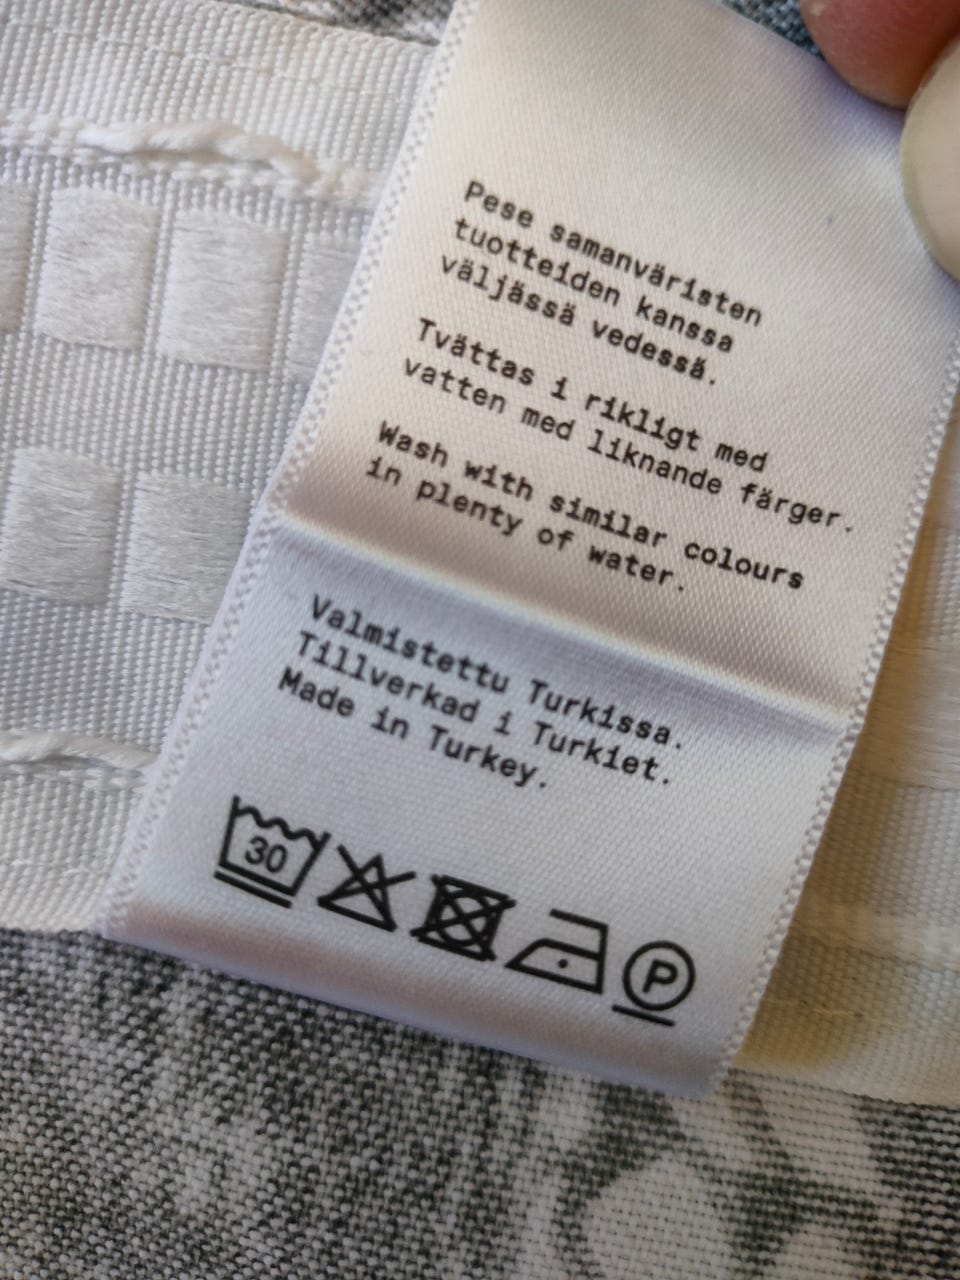 Pese samanväristen
tuotteiden kanssa
väljässä vedessä.
Tvättas i rikligt med
vatten med liknande färger.
Wash with similar colours
in plenty of water.
Valmistettu Turkissa.
Tillverkad i Turkiet.
Made in Turkey.
30 P